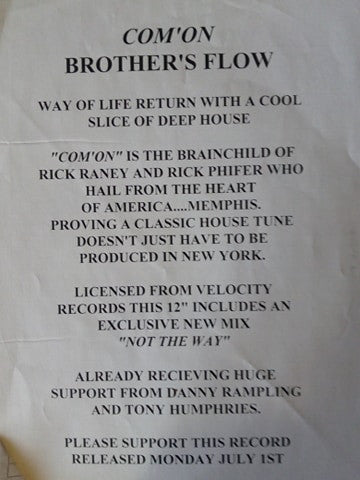 COM'ON
BROTHER'S FLOW
WAY OF LIFE RETURN WITH A COOL
SLICE OF DEEP HOUSE
"COM'ON" IS THE BRAINCHILD OF
RICK RANEY AND RICK PHIFER WHO
HAIL FROM THE HEART
OF AMERICA....MEMPHIS.
PROVING A CLASSIC HOUSE TUNE
DOESN'T JUST HAVE TO BE
PRODUCED IN NEW YORK.
LICENSED FROM VELOCITY
RECORDS THIS 12" INCLUDES AN
EXCLUSIVE NEW MIX
"NOT THE WAY"
ALREADY RECIEVING HUGE
SUPPORT FROM DANNY RAMPLING
AND TONY HUMPHRIES.
PLEASE SUPPORT THIS RECORD
RELEASED MONDAY JULY 1ST